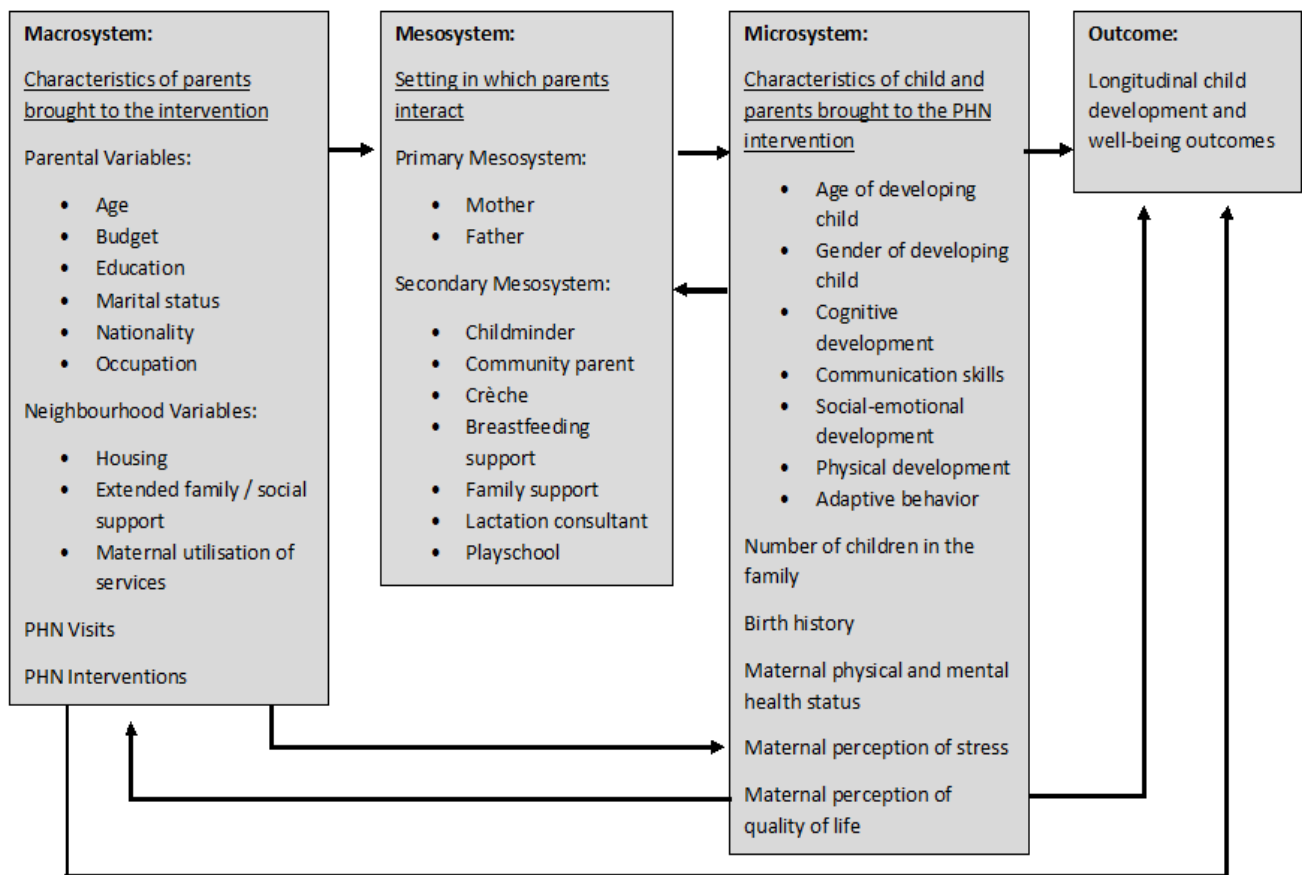 Macrosystem:
Characteristics of parents
brought to the intervention
Parental Variables:
• Age
• Budget
• Education
• Marital status
• Nationality
• Occupation
Neighbourhood Variables:
• Housing
• Extended family / social
support
• Maternal utilisation of
services
PHN Visits
PHN Interventions
Mesosystem:
Setting in which parents
interact
Primary Mesosystem:
• Mother
• Father
Secondary Mesosystem:
• Childminder
• Community parent
• Crèche
• Breastfeeding
support
• Family support
• Lactation consultant
• Playschool
Microsystem:
Characteristics of child and
parents brought to the PHN
intervention
• Age of developing
child
• Gender of developing
child
• Cognitive
development
• Communication skills
• Social-emotional
development
• Physical development
• Adaptive behavior
Number of children in the
family
Birth history
Maternal physical and mental
health status
Maternal perception of stress
Maternal perception of
quality of life
Outcome:
Longitudinal child
development and
well-being outcomes